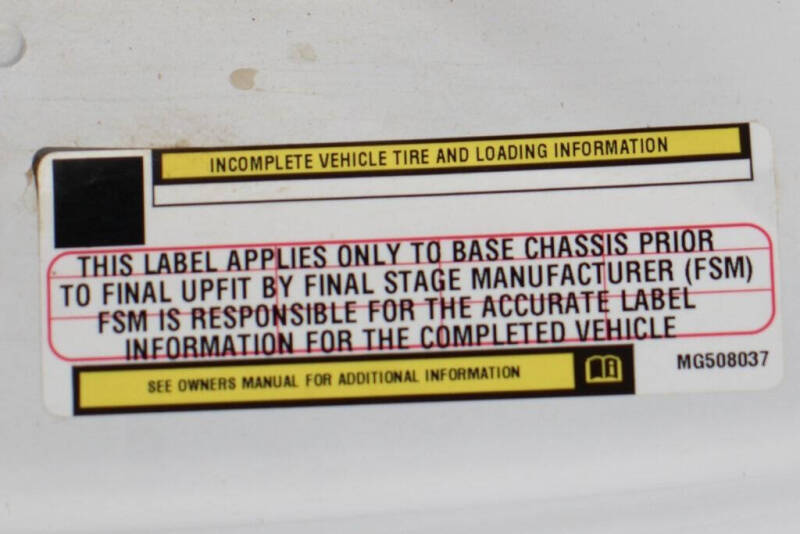 INCOMPLETE VEHICLE TIRE AND LOADING INFORMATION
THIS LABEL APPLIES ONLY TO BASE CHASSIS PRIOR
TO FINAL UPFIT BY FINAL STAGE MANUFACTURER (FSM)
FSM IS RESPONSIBLE FOR THE ACCURATE LABEL
INFORMATION FOR THE COMPLETED VEHICLE
SEE OWNERS MANUAL FOR ADDITIONAL INFORMATION
MG508037